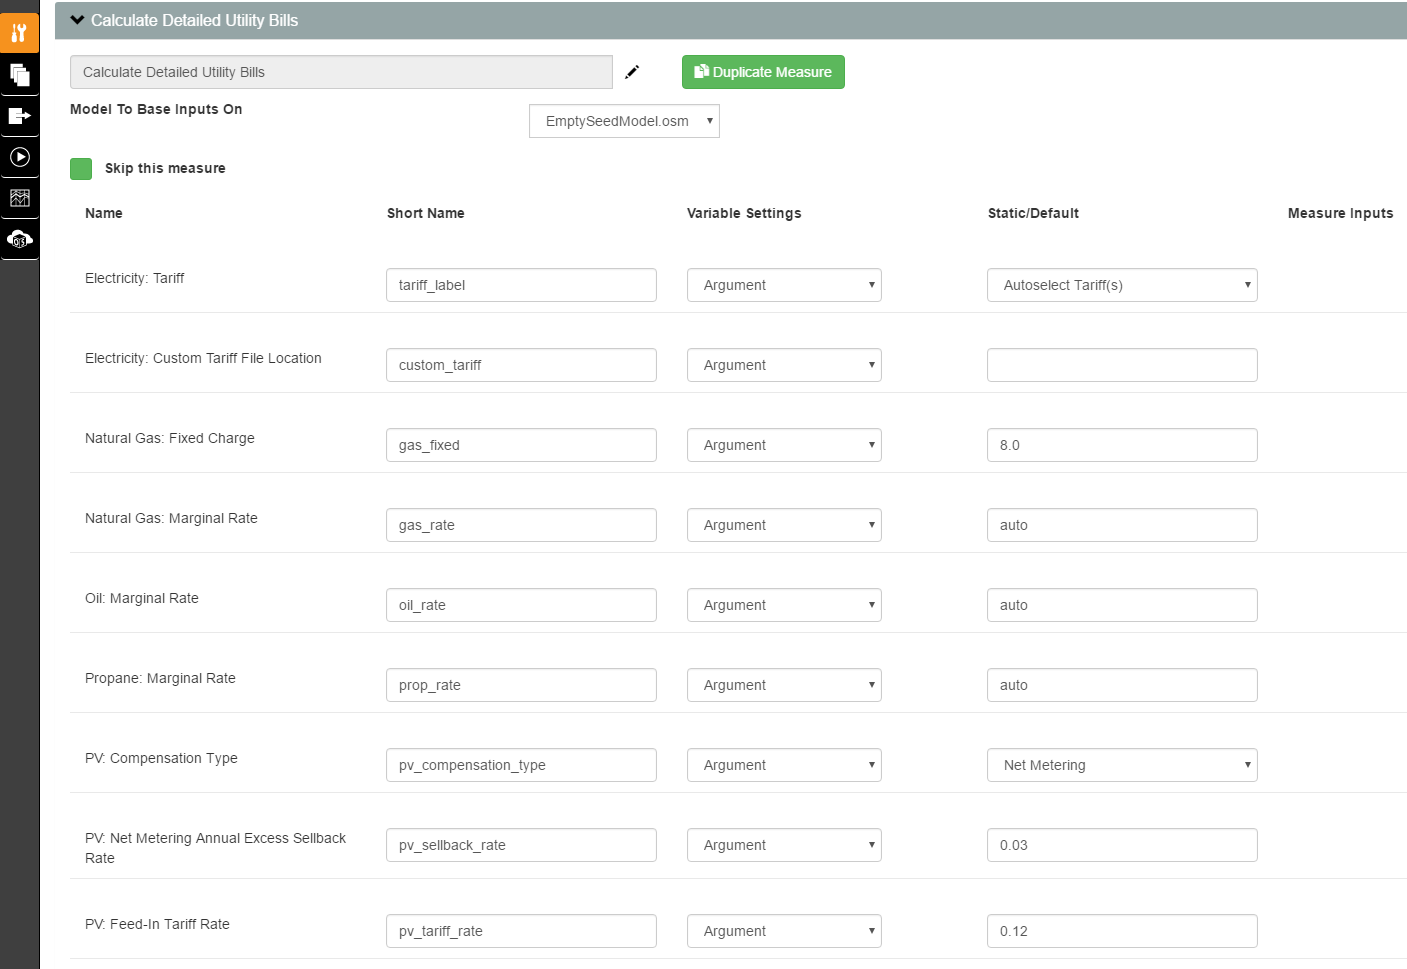 Calculate Detailed Utility Bills
Calculate Detailed Utility Bills
Duplicate Measure
Model To Base Inputs On
EmptySeedModel.osm
Skip this measure
Name Short Name Variable Settings Static/Default Measure Inputs
Electricity: Tariff tariff_label Argument Autoselect Tariff(s)
Electricity: Custom Tariff File Location custom_tariff Argument
Natural Gas: Fixed Charge gas_fixed Argument 8.0
Natural Gas: Marginal Rate gas_rate Argument auto
Oil: Marginal Rate oil_rate Argument auto
Propane: Marginal Rate prop_rate Argument auto
PV: Compensation Type pv_compensation_type Argument Net Metering
PV: Net Metering Annual Excess Sellback
Rate pv_sellback_rate Argument 0.03
PV: Feed-In Tariff Rate pv_tariff_rate Argument 0.12